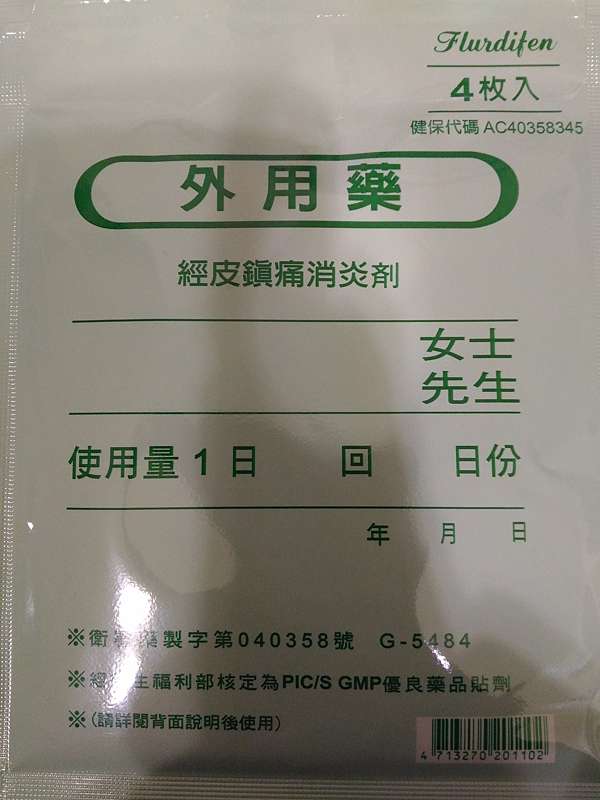 Flurdifen
4枚入
健保代碼 AC40358345
外用藥
經皮鎮痛消炎劑
女士
先生
使用量1日 回 日份
年 月 日
※衛 藥製字第040358號 G-5484
※經 生福利部核定為PIC/S GMP優良藥品貼劑
※(請詳閱背面說明後使用)
4 713270 201102